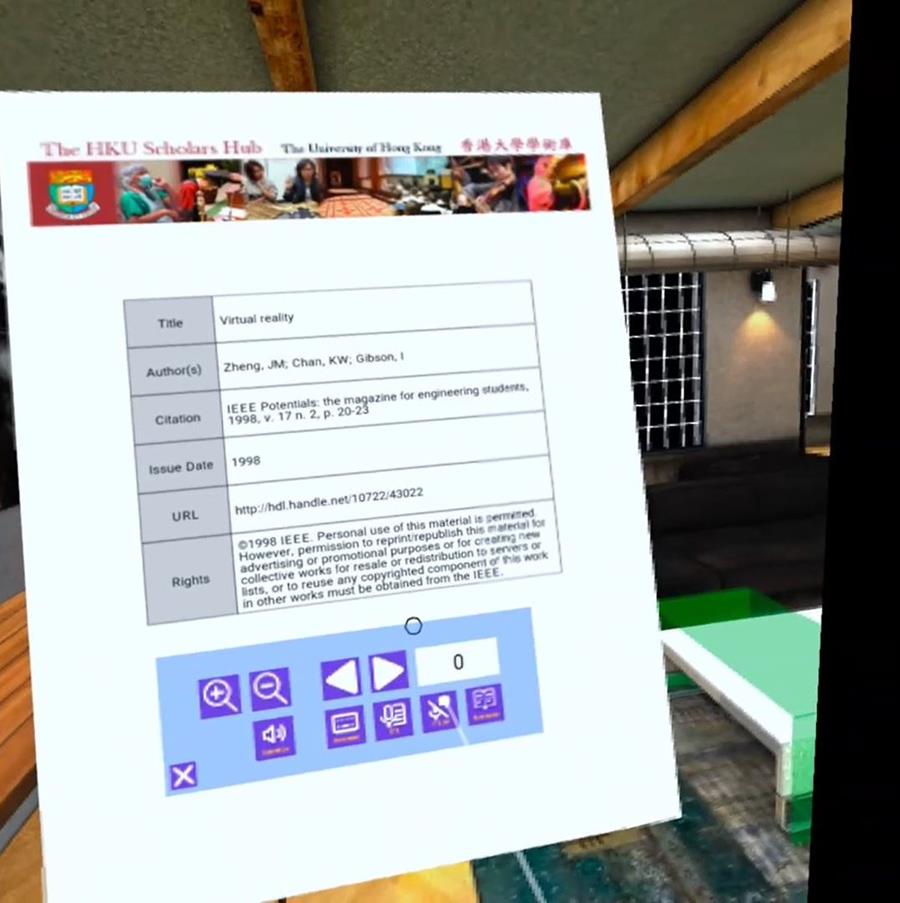 The HKU Scholars Hub The University of Hong Kong 香港大學學術庫
Title Virtual reality
Author(s) Zheng, JM; Chan, KW; Gibson, I
Citation IEEE Potentials: the magazine for engineering students,
1998, v. 17 n. 2, p. 20-23
Issue Date 1998
URL http://hdl.handle.net/10722/43022
Rights ©1998 IEEE. Personal use of this material is permitted.
However, permission to reprint/republish this material for
advertising or promotional purposes or for creating new
collective works for resale or redistribution to servers or
lists, or to reuse any copyrighted component of this work
in other works must be obtained from the IEEE.
0